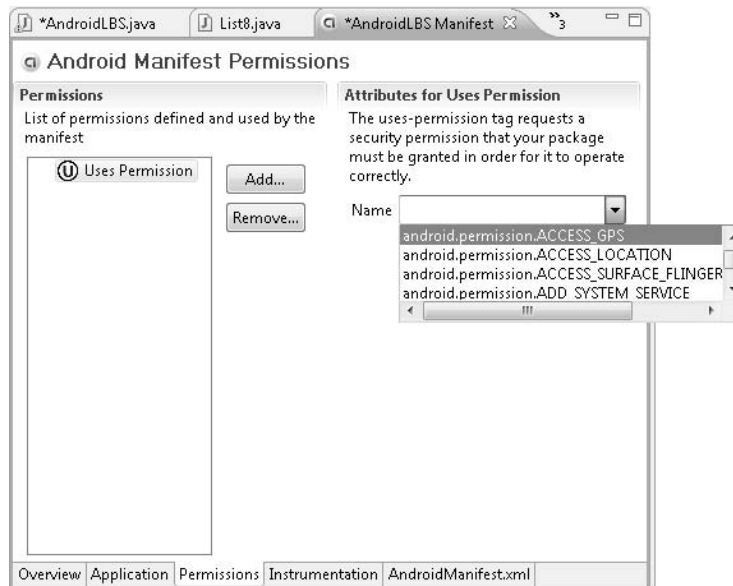 *AndroidLBS.java
List8.java
*AndroidLBS Manifest
3
Android Manifest Permissions
Permissions
List of permissions defined and used by the
manifest
U Uses Permission
Add...
Remove...
Attributes for Uses Permission
The uses-permission tag requests a
security permission that your package
must be granted in order for it to operate
correctly.
Name
android.permission.ACCESS_GPS
android.permission.ACCESS_LOCATION
android.permission.ACCESS_SURFACE_FLINGER
android.permission.ADD_SYSTEM_SERVICE
Overview Application Permissions Instrumentation AndroidManifest.xml